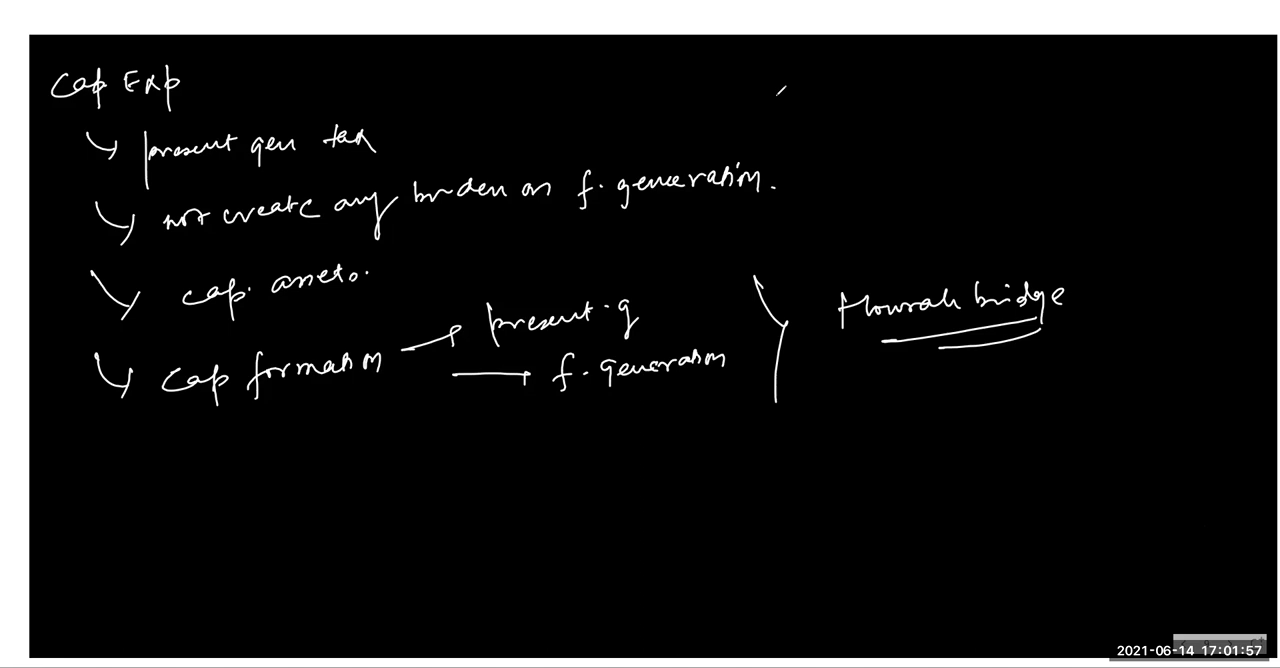 Cap Exp
present gen tax
not create any burden on f. generation.
cap. assets.
present. g
Cap formation
f. generation
Howrah bridge
2021-06-14 17:01:57